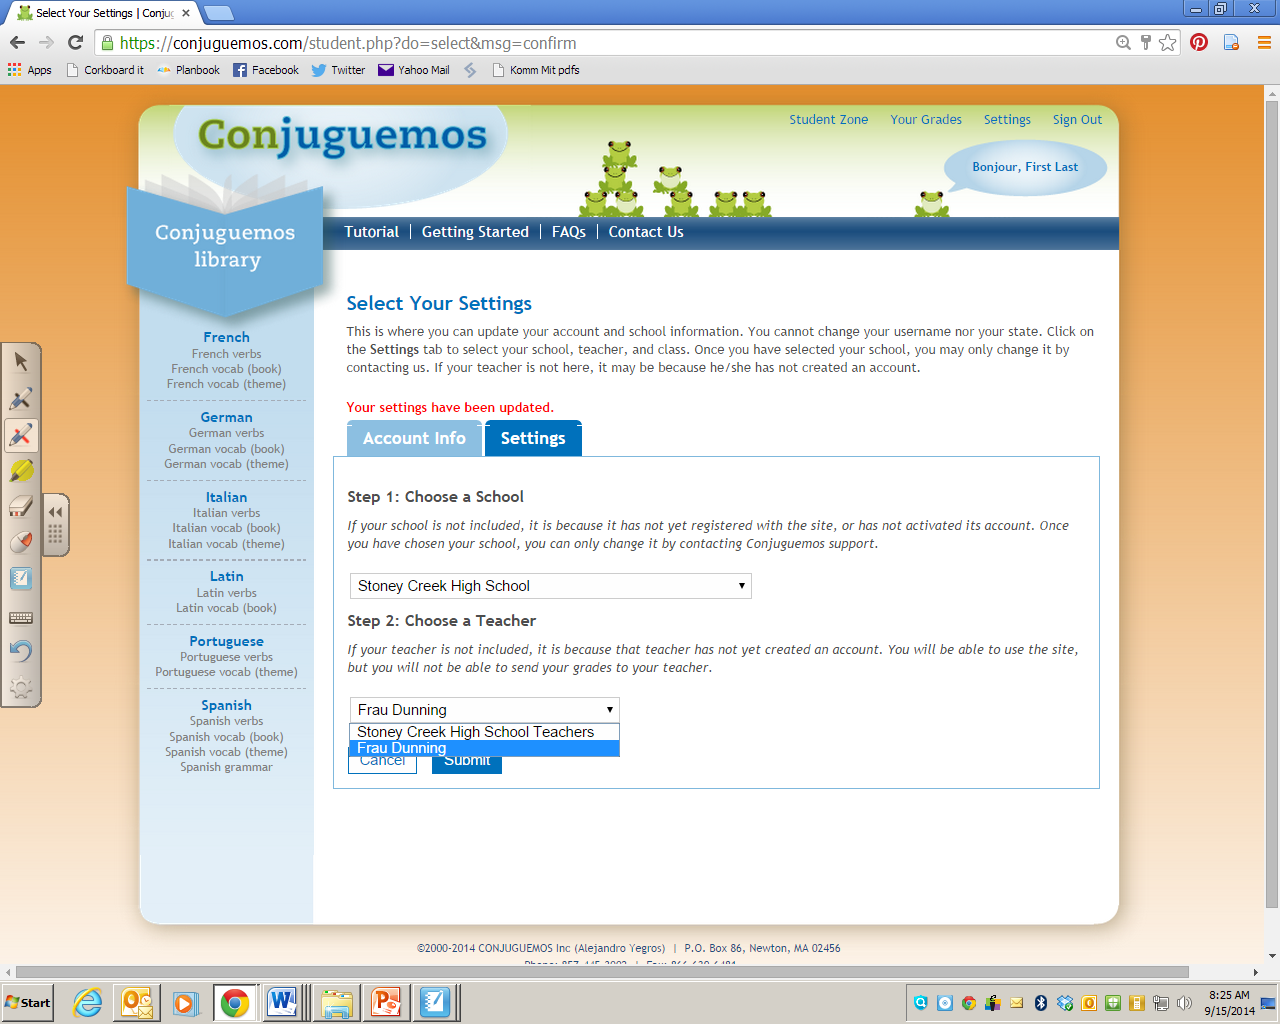 Select Your Settings | Conju
https://conjuguemos.com/student.php?do=select&msg=confirm
Apps Corkboard it Planbook Facebook Twitter Yahoo Mail Komm Mit pdfs
Conjuguemos
Student Zone Your Grades Settings Sign Out
Bonjour, First Last
Conjuguemos
library
Tutorial | Getting Started | FAQs | Contact Us
French
French verbs
French vocab (book)
French vocab (theme)
German
German verbs
German vocab (book)
German vocab (theme)
Italian
Italian verbs
Italian vocab (book)
Italian vocab (theme)
Latin
Latin verbs
Latin vocab (book)
Portuguese
Portuguese verbs
Portuguese vocab (theme)
Spanish
Spanish verbs
Spanish vocab (book)
Spanish vocab (theme)
Spanish grammar
Select Your Settings
This is where you can update your account and school information. You cannot change your username nor your state. Click on
the Settings tab to select your school, teacher, and class. Once you have selected your school, you may only change it by
contacting us. If your teacher is not here, it may be because he/she has not created an account.
Your settings have been updated.
Account Info Settings
Step 1: Choose a School
If your school is not included, it is because it has not yet registered with the site, or has not activated its account. Once
you have chosen your school, you can only change it by contacting Conjuguemos support.
Stoney Creek High School
Step 2: Choose a Teacher
If your teacher is not included, it is because that teacher has not yet created an account. You will be able to use the site,
but you will not be able to send your grades to your teacher.
Frau Dunning
Stoney Creek High School Teachers
Frau Dunning
Cancel Submit
©2000-2014 CONJUGUEMOS Inc (Alejandro Yegros) | P.O. Box 86, Newton, MA 02456
Start
8:25 AM
9/15/2014